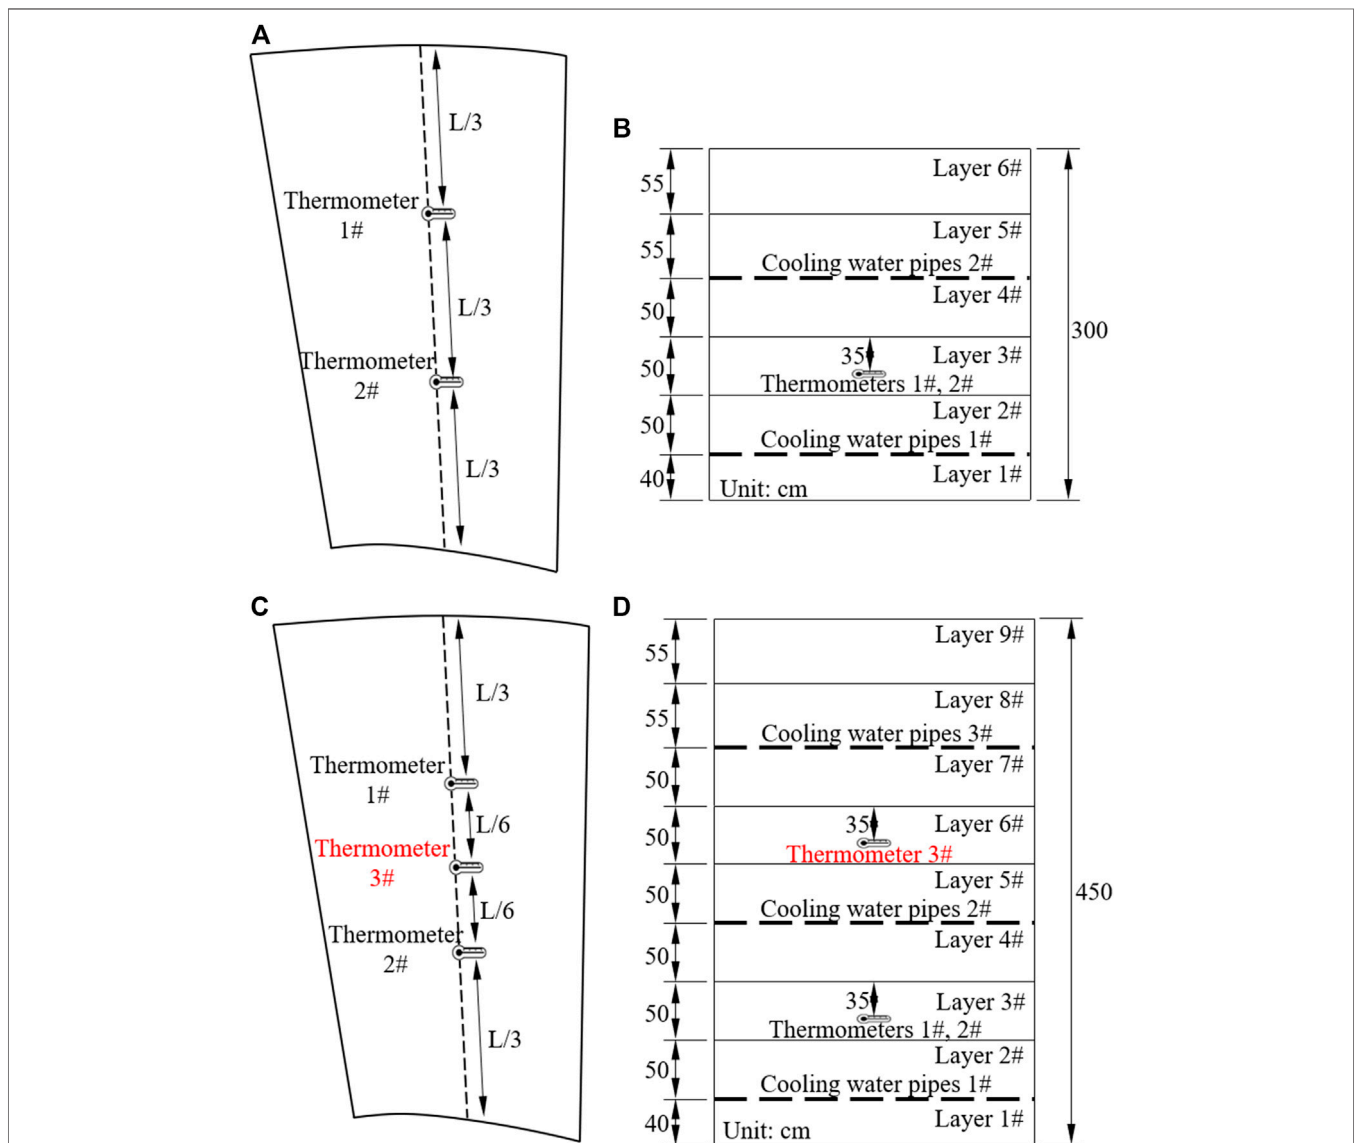 A
L/3
Thermometer
1#
L/3
Thermometer
2#
L/3
B
55
Layer 6#
55
Layer 5#
Cooling water pipes 2#
50
Layer 4#
300
50
35
Layer 3#
Thermometers 1#, 2#
50
Layer 2#
Cooling water pipes 1#
40
Layer 1#
Unit: cm
C
L/3
Thermometer
1#
L/6
Thermometer
3#
L/6
Thermometer
2#
L/3
D
55
Layer 9#
55
Layer 8#
Cooling water pipes 3#
50
Layer 7#
50
35
Layer 6#
Thermometer 3#
450
50
Layer 5#
Cooling water pipes 2#
50
Layer 4#
50
35
Layer 3#
Thermometers 1#, 2#
50
Layer 2#
Cooling water pipes 1#
40
Layer 1#
Unit: cm